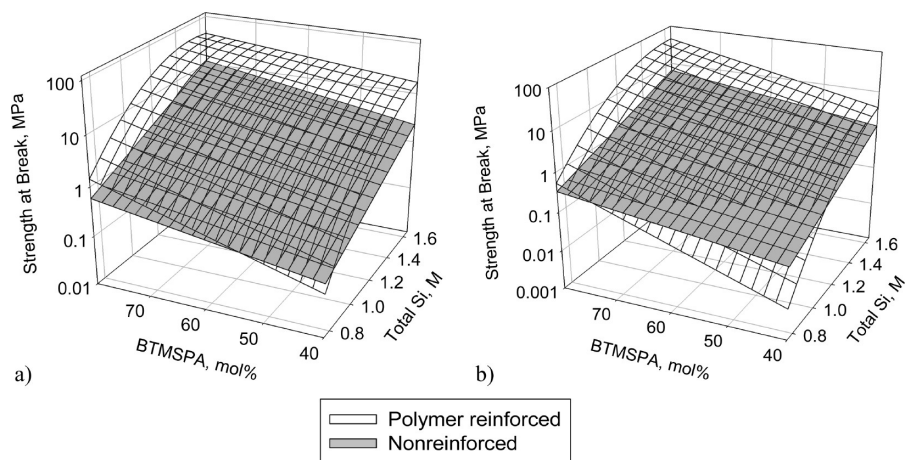 Strength at Break, MPa
100
10
1
0.1
0.01
70
60
50
40
BTMSPA, mol%
0.8
1.0
1.2
1.4
1.6
Total Si, M
a)
Strength at Break, MPa
100
10
1
0.1
0.01
0.001
70
60
50
40
BTMSPA, mol%
0.8
1.0
1.2
1.4
1.6
Total Si, M
b)
Polymer reinforced
Nonreinforced